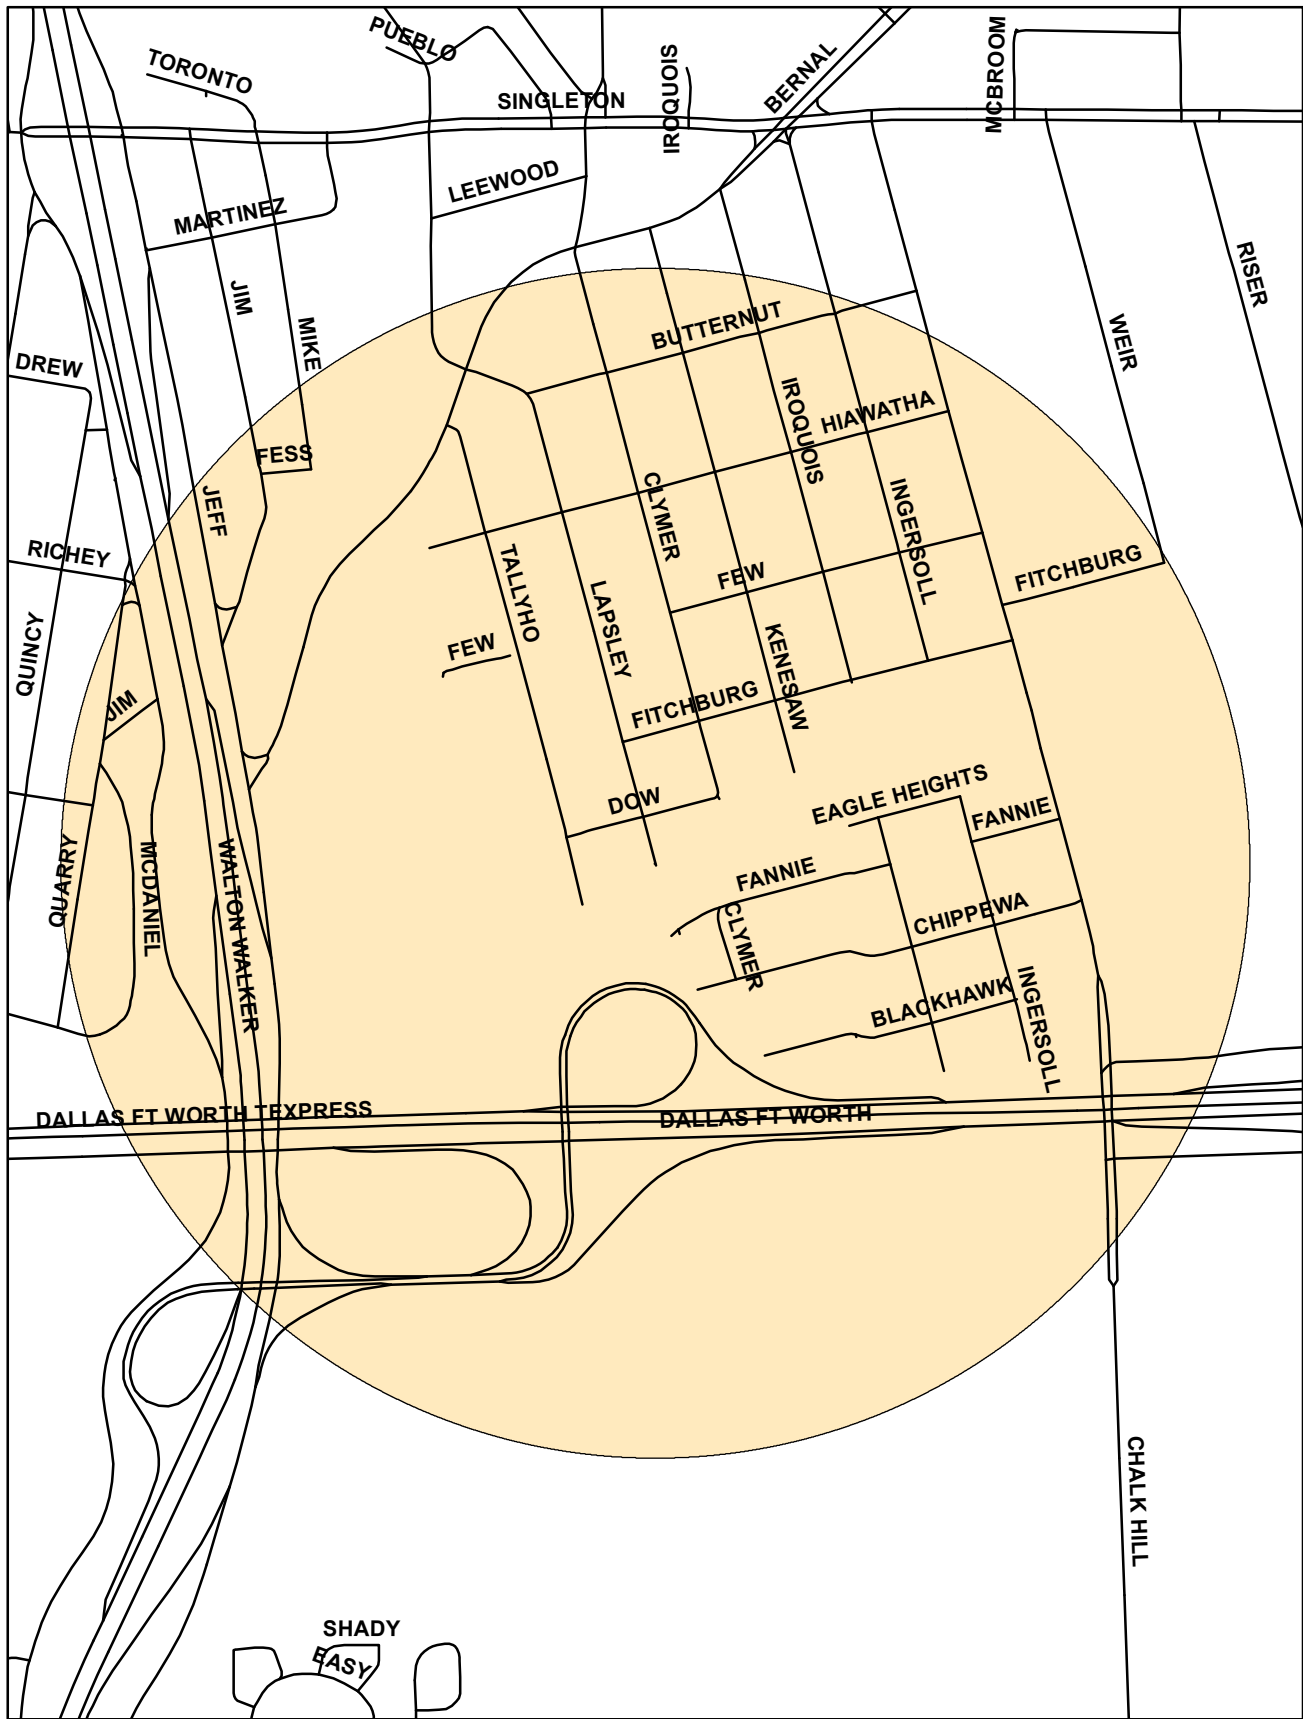 PUEBLO
TORONTO
IROQUOIS
BERNAL
MCBROOM
SINGLETON
LEEWOOD
MARTINEZ
JIM
MIKE
RISER
WEIR
BUTTERNUT
DREW
IROQUOIS
HIAWATHA
FESS
JEFF
CLYMER
INGERSOLL
RICHEY
TALLYHO
FEW
FITCHBURG
LAPSLEY
QUINCY
FEW
KENESAW
JIM
FITCHBURG
EAGLE HEIGHTS
DOW
FANNIE
QUARRY
MCDANIEL
WALTON WALKER
FANNIE
CLYMER
CHIPPEWA
BLACKHAWK
INGERSOLL
DALLAS FT WORTH TEXPRESS
DALLAS FT WORTH
CHALK HILL
SHADY
EASY